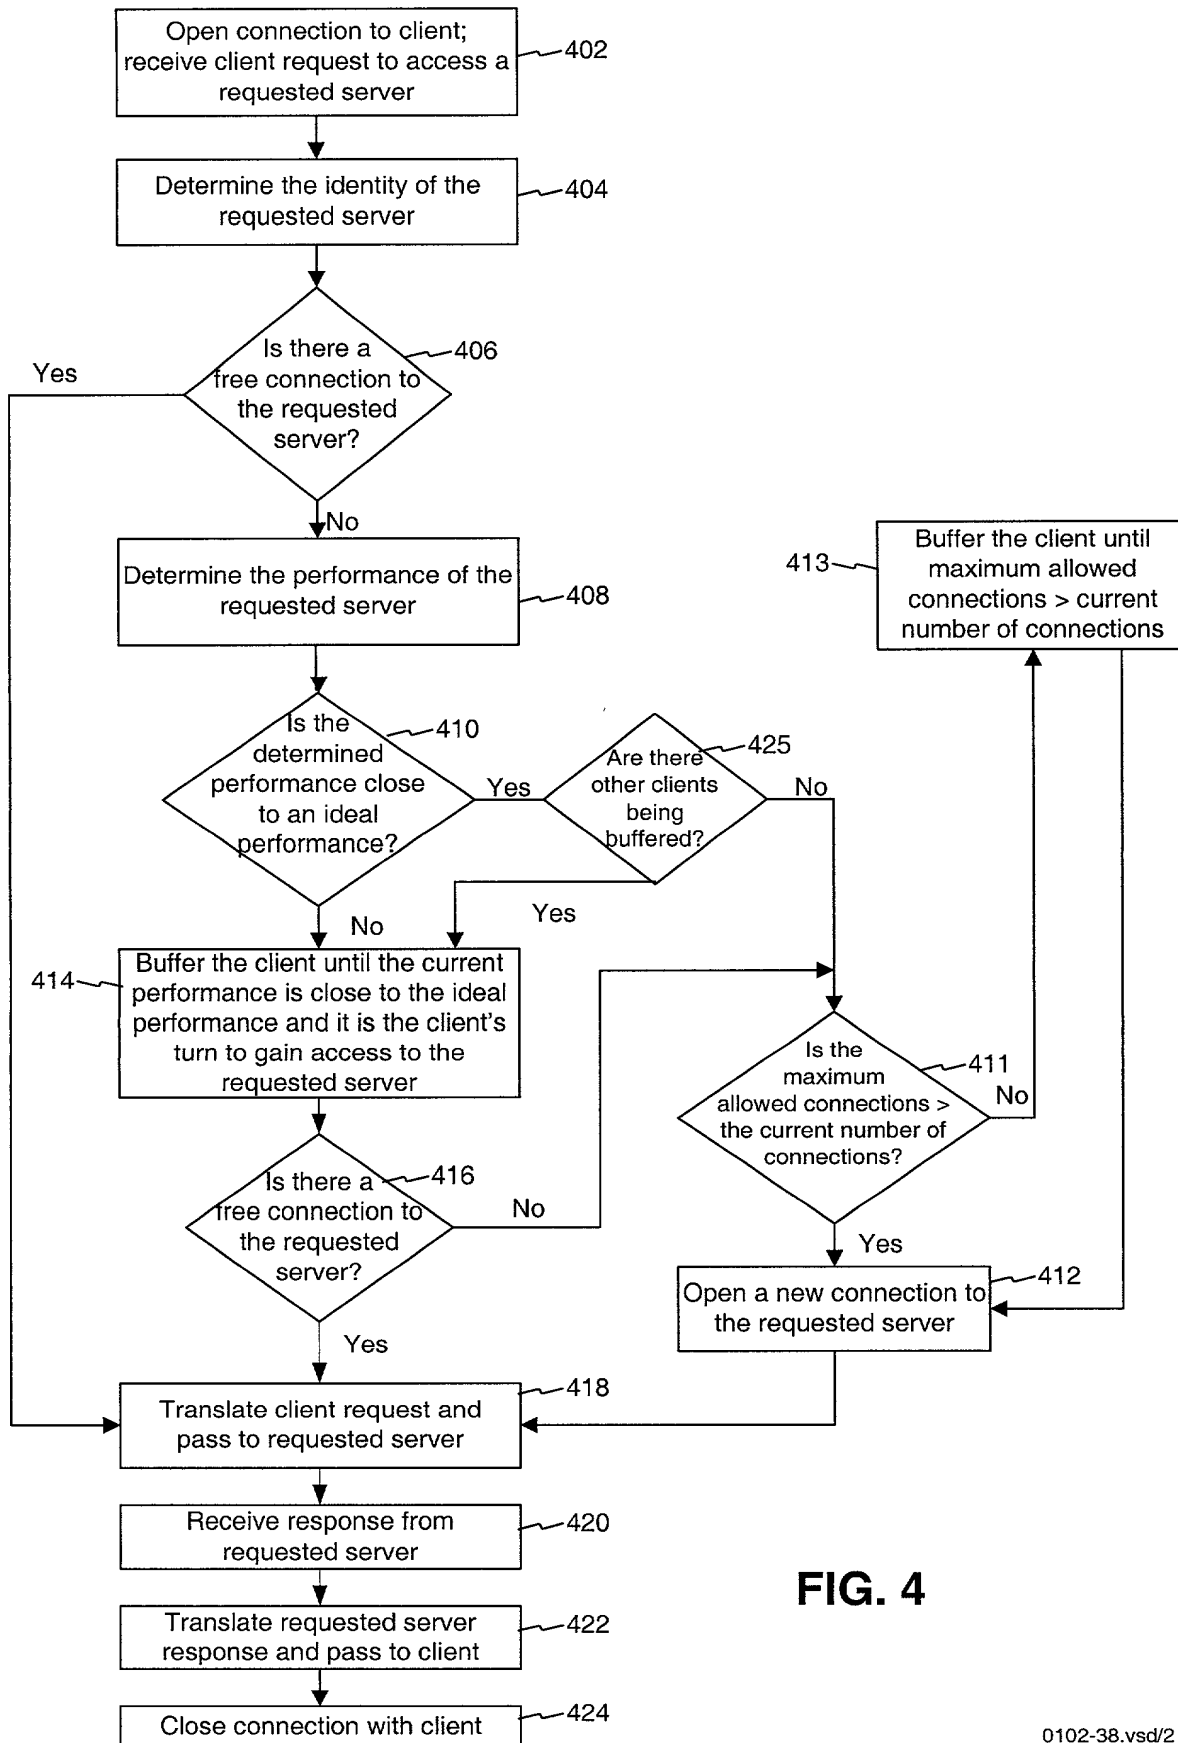 Open connection to client;
receive client request to access a
requested server
402
Determine the identity of the
requested server
404
Is there a
free connection to
the requested
server?
406
Yes
No
Determine the performance of the
requested server
408
Buffer the client until
maximum allowed
connections > current
number of connections
413
Is the
determined
performance close
to an ideal
performance?
410
Yes
Are there
other clients
being
buffered?
425
No
Yes
No
414
Buffer the client until the current
performance is close to the ideal
performance and it is the client's
turn to gain access to the
requested server
Is the
maximum
allowed connections >
the current number of
connections?
411
No
Is there a
free connection to
the requested
server?
416
No
Yes
Open a new connection to
the requested server
412
Yes
Translate client request and
pass to requested server
418
Receive response from
requested server
420
Translate requested server
response and pass to client
422
Close connection with client
424
FIG. 4
0102-38.vsd/2